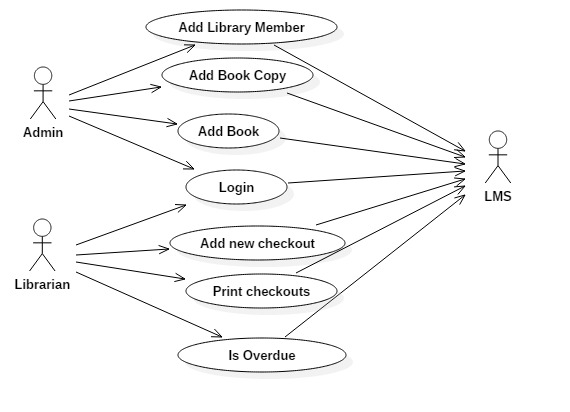 Add Library Member
Add Book Copy
Admin
Add Book
LMS
Login
Add new checkout
Librarian
Print checkouts
Is Overdue